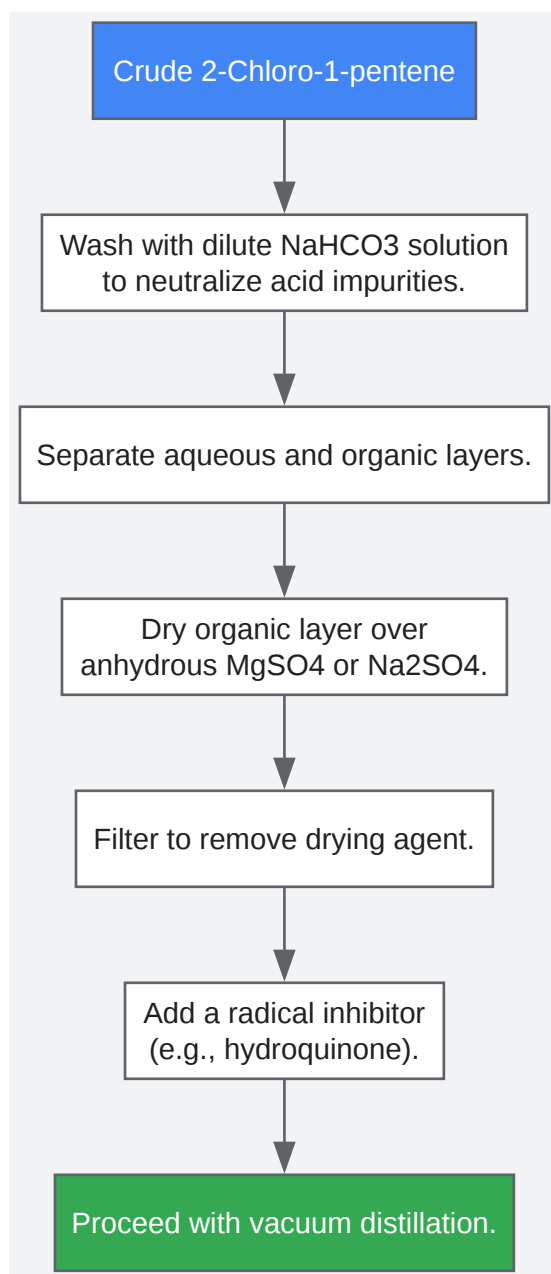 Crude 2-Chloro-1-pentene
Wash with dilute NaHCO3 solution
to neutralize acid impurities.
Separate aqueous and organic layers.
Dry organic layer over
anhydrous MgSO4 or Na2SO4.
Filter to remove drying agent.
Add a radical inhibitor
(e.g., hydroquinone).
Proceed with vacuum distillation.